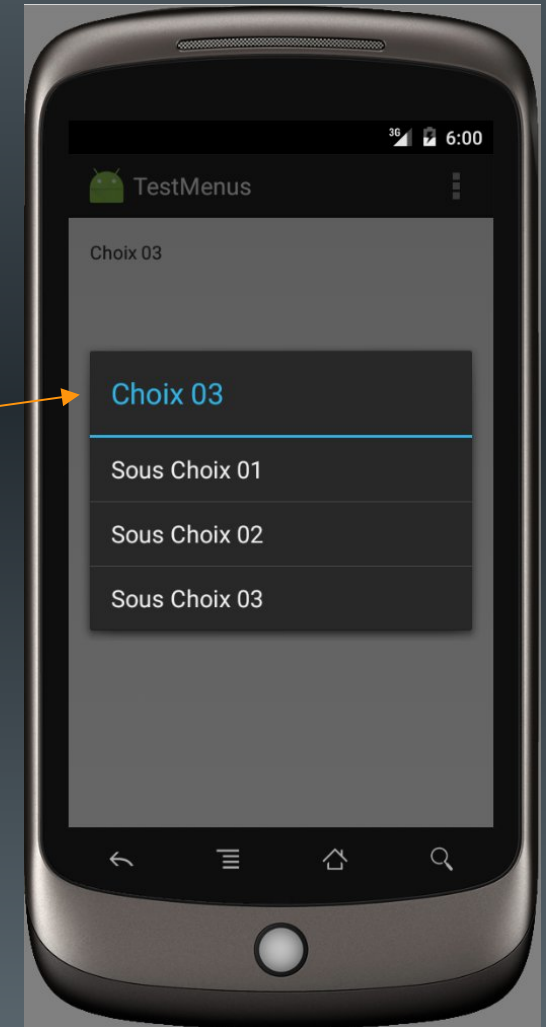 3G 6:00
TestMenus
Choix 03
Choix 03
Sous Choix 01
Sous Choix 02
Sous Choix 03